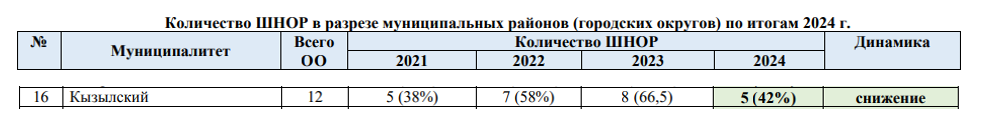 Количество ШНОР в разрезе муниципальных районов (городских округов) по итогам 2024 г.
№ Муниципалитет Всего ОО Количество ШНОР Динамика
2021 2022 2023 2024
16 Кызылский 12 5 (38%) 7 (58%) 8 (66,5) 5 (42%) снижение